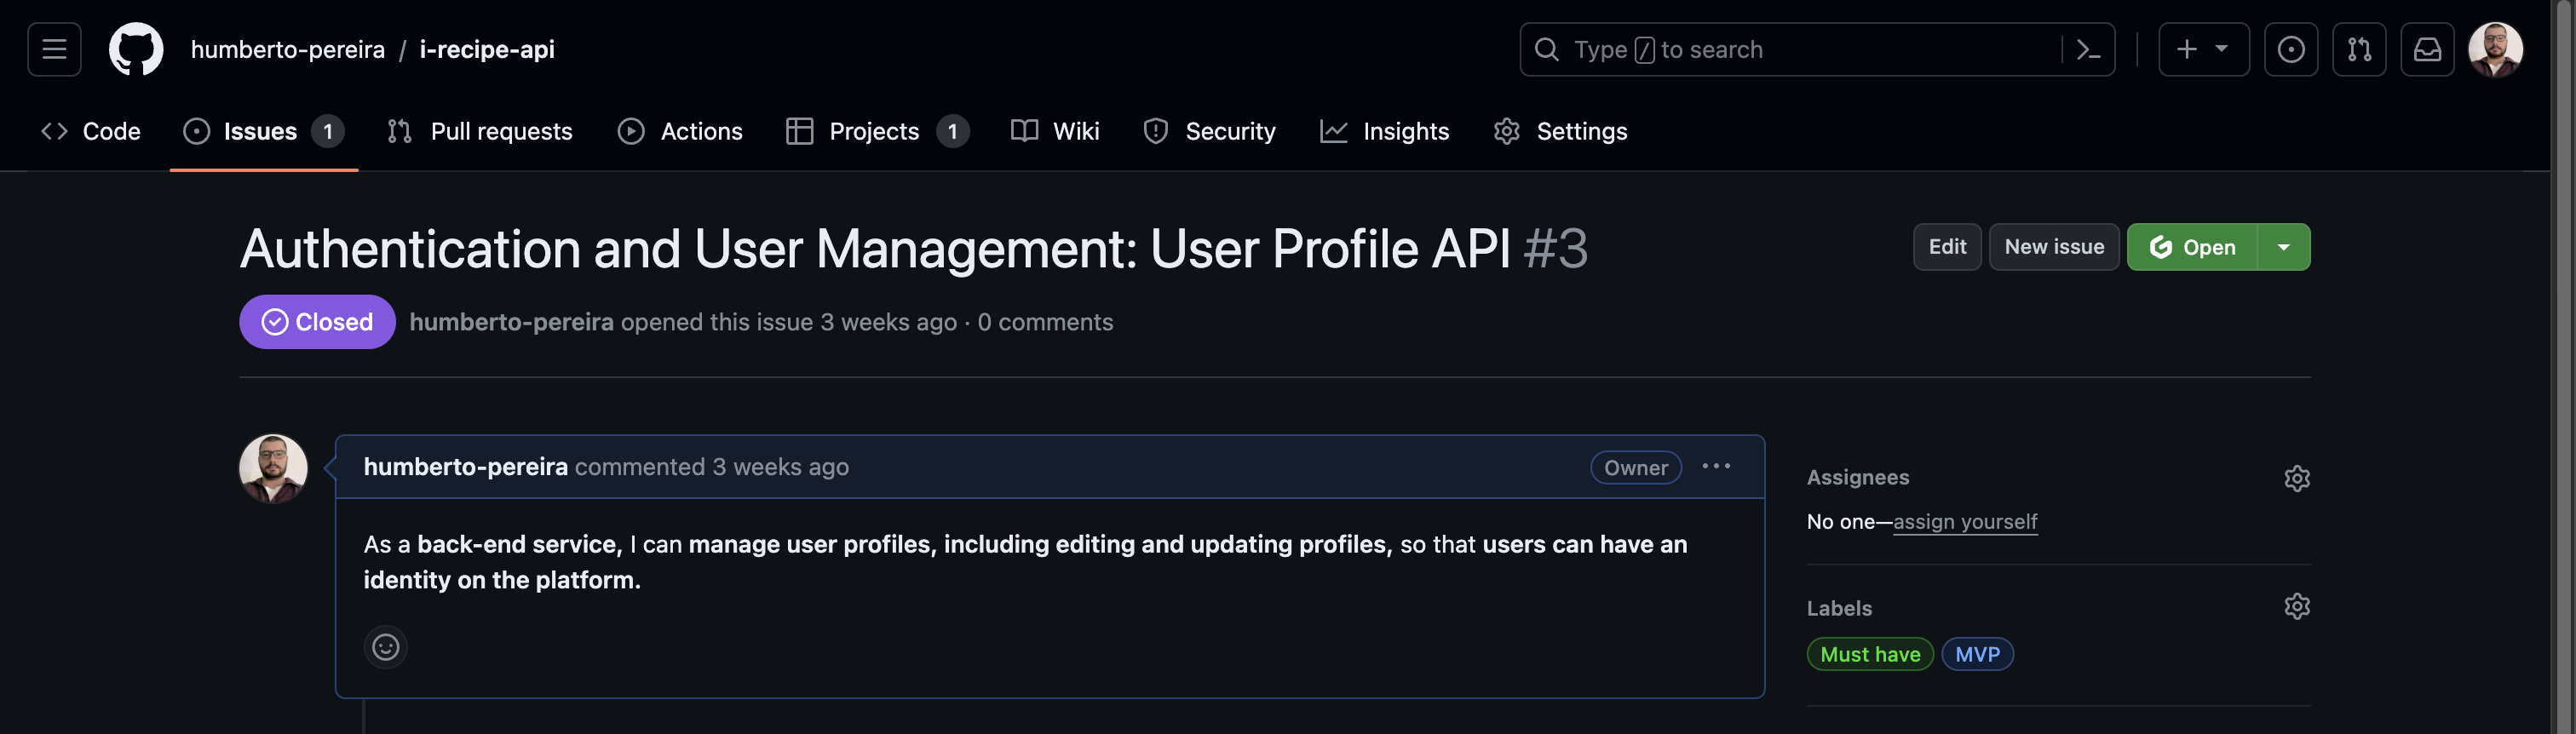 humberto-pereira / i-recipe-api
Type / to search
Code
Issues 1
Pull requests
Actions
Projects 1
Wiki
Security
Insights
Settings
Authentication and User Management: User Profile API #3
Edit
New issue
Open
Closed
humberto-pereira opened this issue 3 weeks ago · 0 comments
humberto-pereira commented 3 weeks ago
Owner
As a back-end service, I can manage user profiles, including editing and updating profiles, so that users can have an
identity on the platform.
Assignees
No one—assign yourself
Labels
Must have
MVP